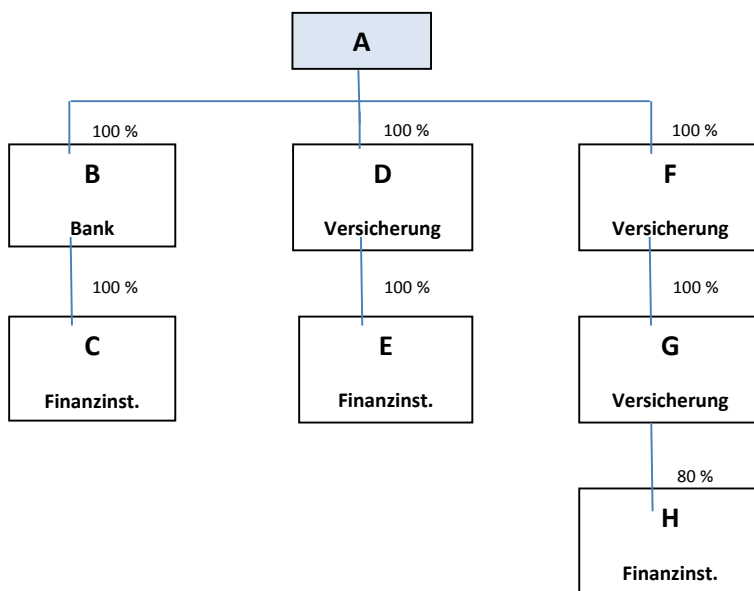 A
100 %
100 %
100 %
B
D
F
Bank
Versicherung
Versicherung
100 %
100 %
100 %
C
E
G
Finanzinst.
Finanzinst.
Versicherung
80 %
H
Finanzinst.